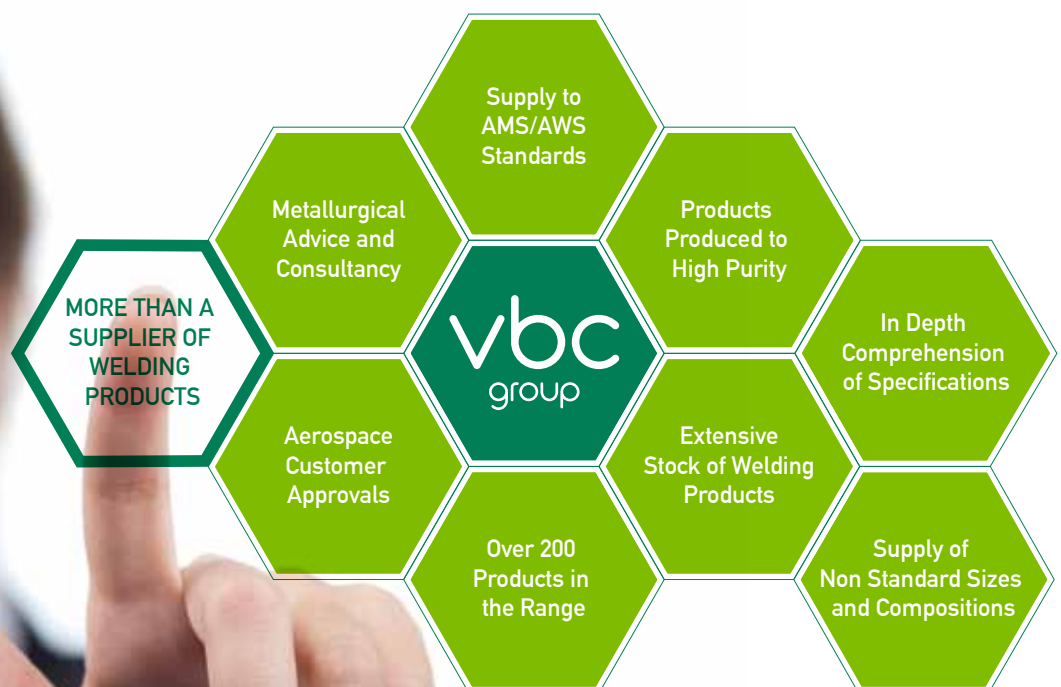 Supply to
AMS/AWS
Standards
Metallurgical
Advice and
Consultancy
Products
Produced to
High Purity
MORE THAN A
SUPPLIER OF
WELDING
PRODUCTS
vbc
group
In Depth
Comprehension
of Specifications
Aerospace
Customer
Approvals
Extensive
Stock of Welding
Products
Over 200
Products in
the Range
Supply of
Non Standard Sizes
and Compositions